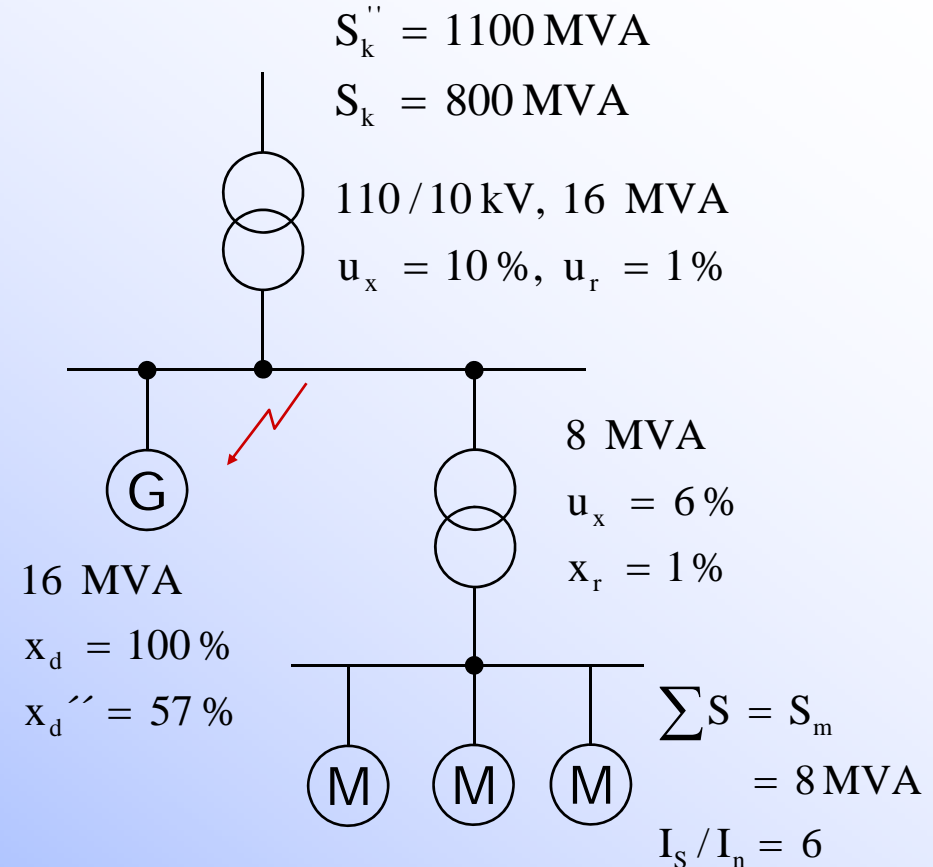 S_k'' = 1100 MVA
S_k = 800 MVA
110 / 10 kV, 16 MVA
u_x = 10 %, u_r = 1 %
8 MVA
u_x = 6 %
x_r = 1 %
G
16 MVA
x_d = 100 %
x_d´´ = 57 %
∑S = S_m
= 8 MVA
M M M
I_S / I_n = 6